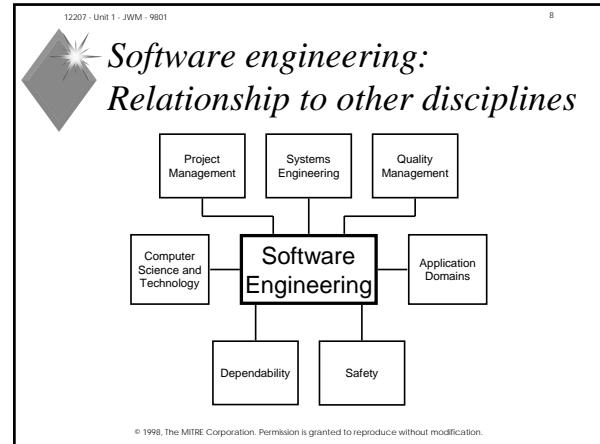 12207 - Unit 1 - JWM - 9801
8
Software engineering:
Relationship to other disciplines
Project
Management
Systems
Engineering
Quality
Management
Computer
Science and
Technology
Software
Engineering
Application
Domains
Dependability
Safety
© 1998, The MITRE Corporation. Permission is granted to reproduce without modification.